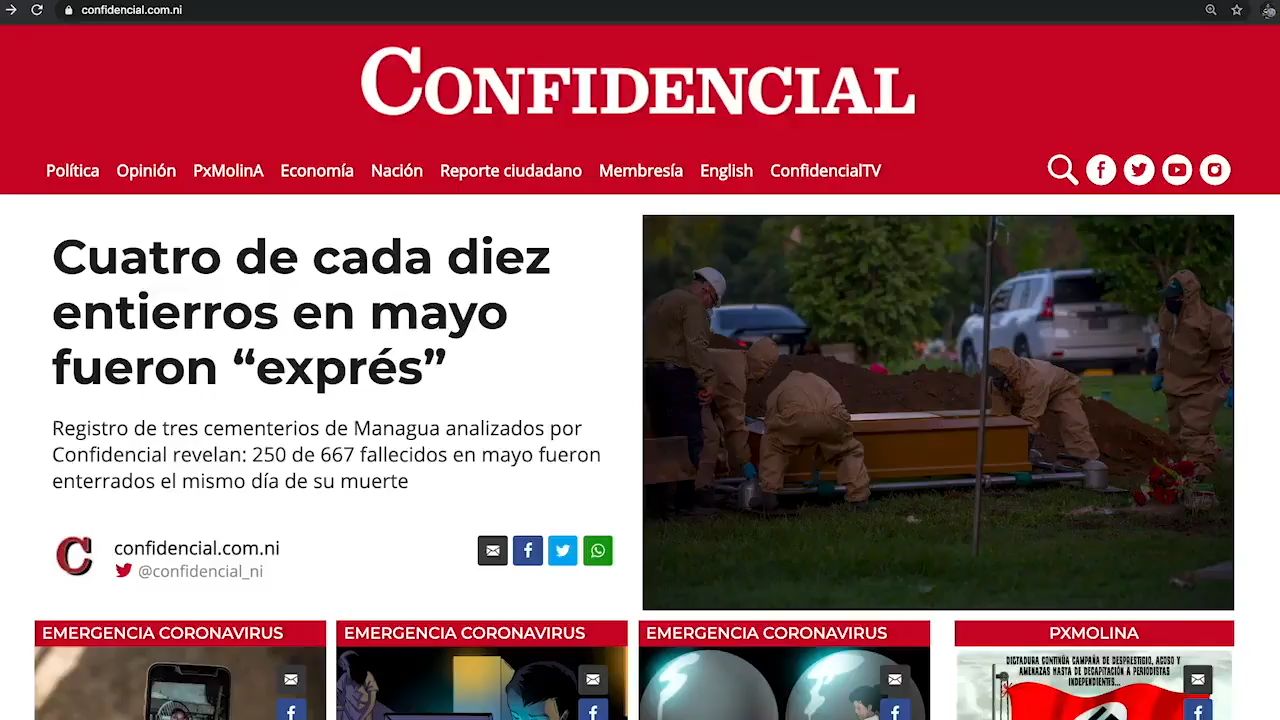 confidencial.com.ni
CONFIDENCIAL
Política Opinión PxMolinA Economía Nación Reporte ciudadano Membresía English ConfidencialTV
Cuatro de cada diez
entierros en mayo
fueron “exprés”
Registro de tres cementerios de Managua analizados por
Confidencial revelan: 250 de 667 fallecidos en mayo fueron
enterrados el mismo día de su muerte
C
confidencial.com.ni
@confidencial_ni
EMERGENCIA CORONAVIRUS
EMERGENCIA CORONAVIRUS
EMERGENCIA CORONAVIRUS
PXMOLINA
DICTADURA CONTINÚA CAMPAÑA DE DESPRESTIGIO, ACOSO Y
AMENAZAS HASTA DE DECAPITACIÓN A PERIODISTAS
INDEPENDIENTES...